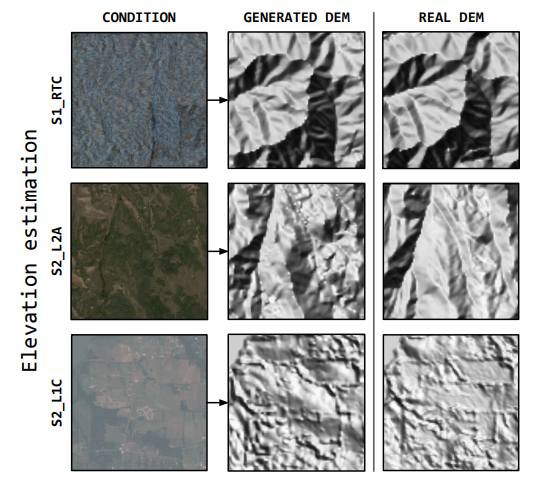 CONDITION GENERATED DEM REAL DEM
Elevation estimation
S1_RTC
S2_L2A
S2_L1C